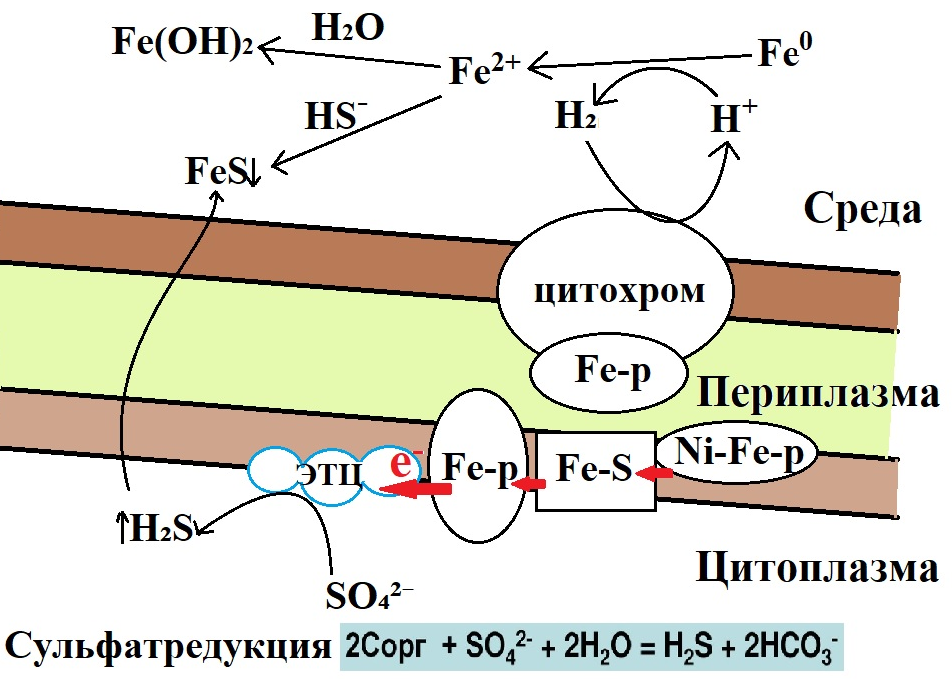 Fe(OH)₂
H₂O
Fe²⁺
Fe⁰
HS⁻
H₂
H⁺
FeS↓
Среда
цитохром
Fe-p
Периплазма
ЭТЦ
e⁻
Fe-p
Fe-S
Ni-Fe-p
↑H₂S
SO₄²⁻
Цитоплазма
Сульфатредукция 2Cорг + SO₄²⁻ + 2H₂O = H₂S + 2HCO₃⁻